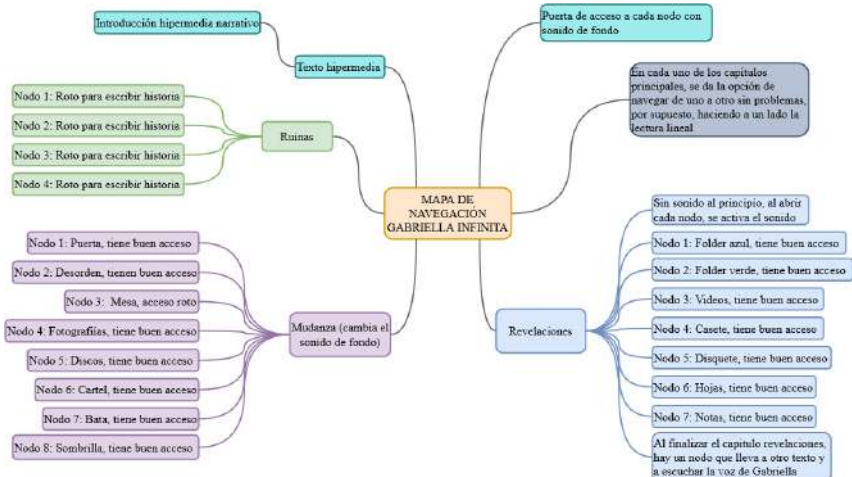 Introducción hipermedia narrativo
Texto hipermedia
Nodo 1: Roto para escribir historia
Nodo 2: Roto para escribir historia
Nodo 3: Roto para escribir historia
Nodo 4: Roto para escribir historia
Ruinas
Nodo 1: Puerta, tiene buen acceso
Nodo 2: Desorden, tienen buen acceso
Nodo 3: Mesa, acceso roto
Nodo 4: Fotografiías, tiene buen acceso
Nodo 5: Discos, tiene buen acceso
Nodo 6: Cartel, tiene buen acceso
Nodo 7: Bata, tiene buen acceso
Nodo 8: Sombrilla, tiene buen acceso
Mudanza (cambia el
sonido de fondo)
MAPA DE
NAVEGACIÓN
GABRIELLA INFINITA
Puerta de acceso a cada nodo con
sonido de fondo
En cada uno de los capítulos
principales, se da la opción de
navegar de uno a otro sin problemas,
por supuesto, haciendo a un lado la
lectura lineal
Revelaciones
Sin sonido al principio, al abrir
cada nodo, se activa el sonido
Nodo 1: Folder azul, tiene buen acceso
Nodo 2: Folder verde, tiene buen acceso
Nodo 3: Videos, tiene buen acceso
Nodo 4: Casete, tiene buen acceso
Nodo 5: Disquete, tiene buen acceso
Nodo 6: Hojas, tiene buen acceso
Nodo 7: Notas, tiene buen acceso
Al finalizar el capitulo revelaciones,
hay un nodo que lleva a otro texto y
a escuchar la voz de Gabriella